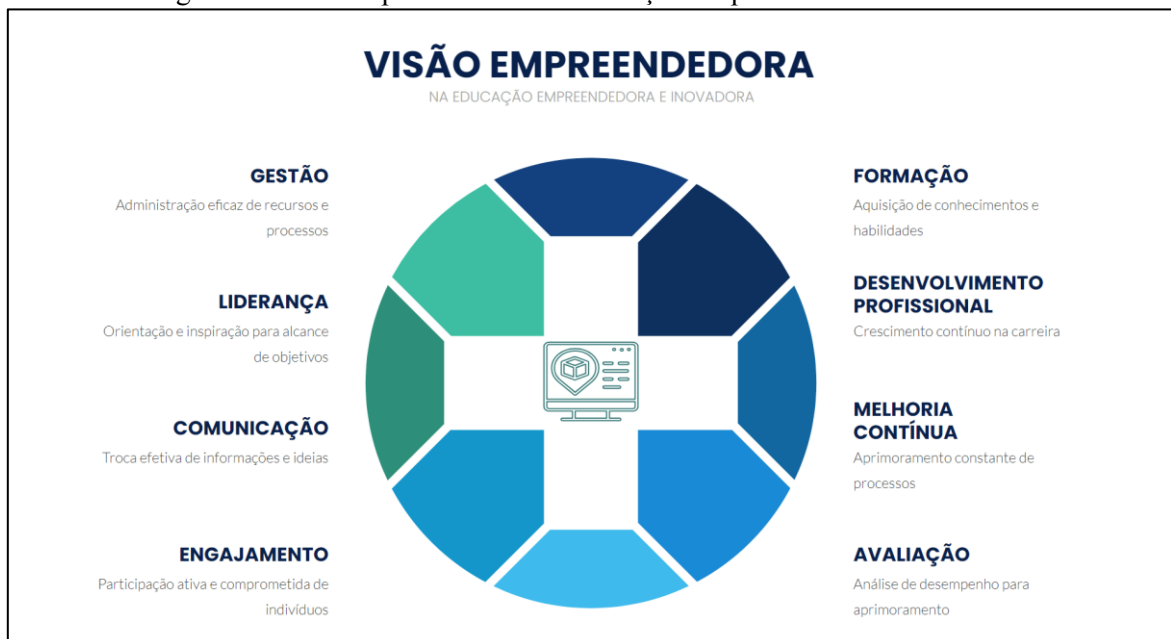 VISÃO EMPREENDEDORA
NA EDUCAÇÃO EMPREENDEDORA E INOVADORA
GESTÃO
Administração eficaz de recursos e
processos
LIDERANÇA
Orientação e inspiração para alcance
de objetivos
COMUNICAÇÃO
Troca efetiva de informações e ideias
ENGAJAMENTO
Participação ativa e comprometida de
indivíduos
FORMAÇÃO
Aquisição de conhecimentos e
habilidades
DESENVOLVIMENTO
PROFISSIONAL
Crescimento contínuo na carreira
MELHORIA
CONTÍNUA
Aprimoramento constante de
processos
AVALIAÇÃO
Análise de desempenho para
aprimoramento